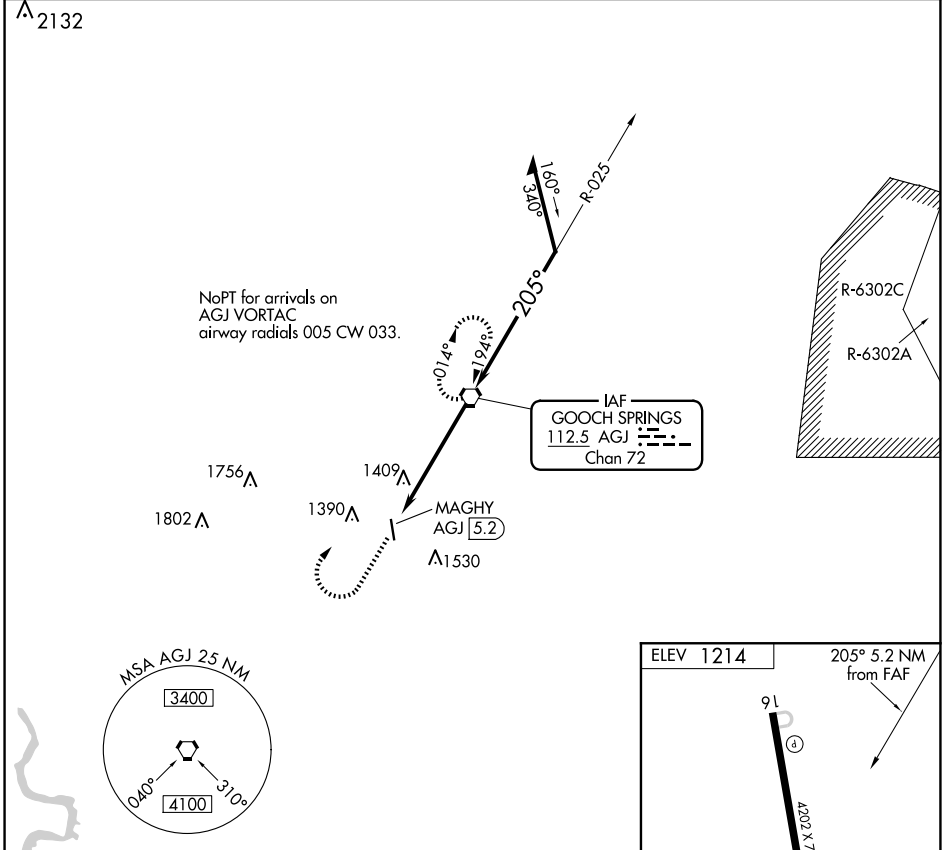 2132
160°
340°
R-025
205°
NoPT for arrivals on
AGJ VORTAC
airway radials 005 CW 033.
014°
194°
R-6302C
R-6302A
IAF
GOOCH SPRINGS
112.5 AGJ
Chan 72
1756
1409
1802
1390
MAGHY
AGJ 5.2
1530
MSA AGJ 25 NM
3400
040°
310°
4100
ELEV 1214
205° 5.2 NM
from FAF
16
P
4202 X 7